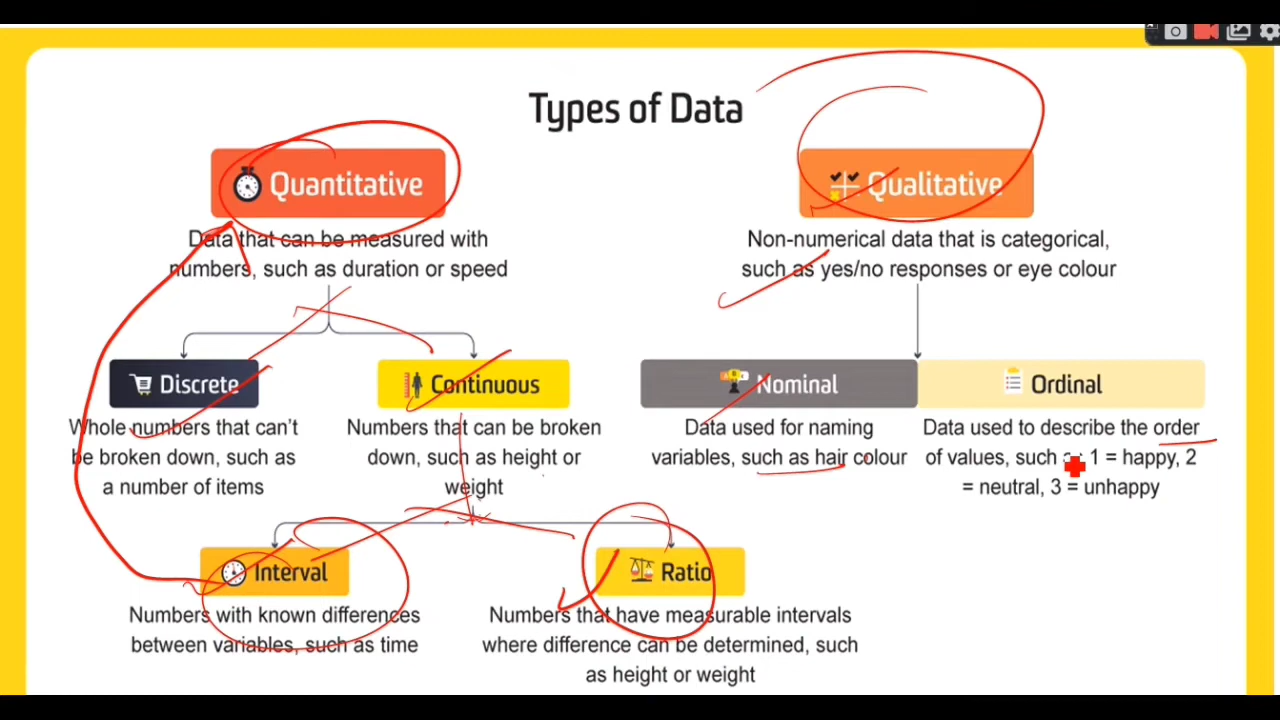 Types of Data
Quantitative
Data that can be measured with
numbers, such as duration or speed
Qualitative
Non-numerical data that is categorical,
such as yes/no responses or eye colour
Discrete
Whole numbers that can't
be broken down, such as
a number of items
Continuous
Numbers that can be broken
down, such as height or
weight
Nominal
Data used for naming
variables, such as hair colour
Ordinal
Data used to describe the order
of values, such 1 = happy, 2
= neutral, 3 = unhappy
Interval
Numbers with known differences
between variables, such as time
Ratio
Numbers that have measurable intervals
where difference can be determined, such
as height or weight